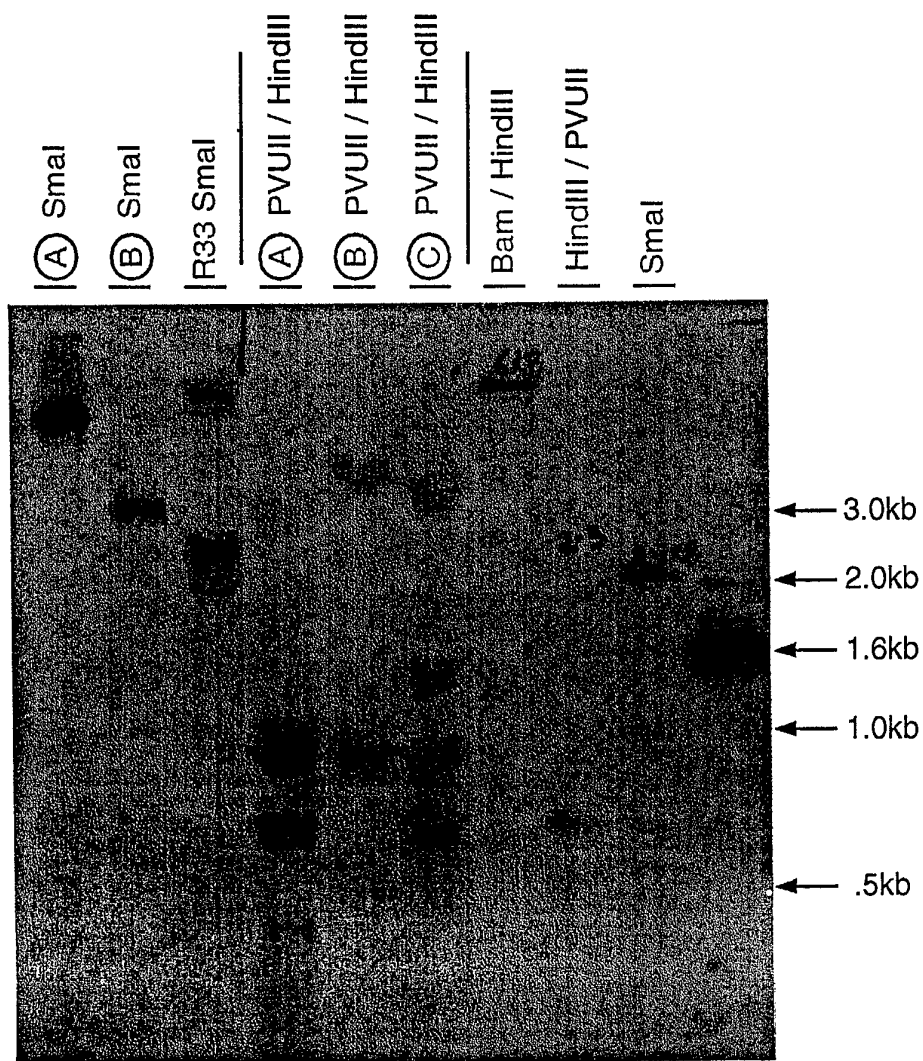 Ⓐ SmaI
Ⓑ SmaI
R33 SmaI
Ⓐ PVUII / HindIII
Ⓑ PVUII / HindIII
Ⓒ PVUII / HindIII
Bam / HindIII
HindIII / PVUII
SmaI
3.0kb
2.0kb
1.6kb
1.0kb
.5kb